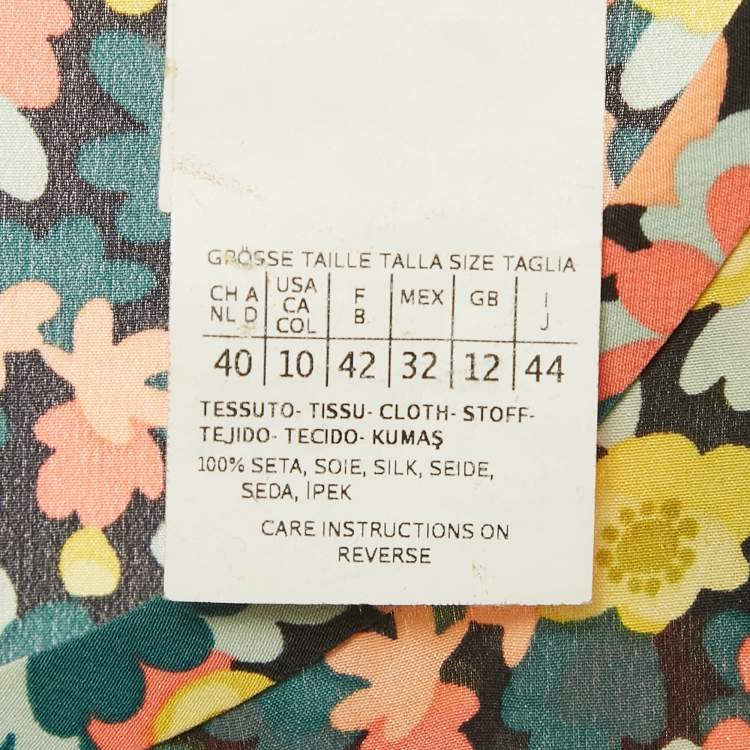 GRÖSSE TAILLE TALLA SIZE TAGLIA
CH A NL D | USA CA COL | F B | MEX | GB | I J
40 | 10 | 42 | 32 | 12 | 44
TESSUTO- TISSU- CLOTH- STOFF-
TEJIDO- TECIDO- KUMAŞ
100% SETA, SOIE, SILK, SEIDE,
SEDA, İPEK
CARE INSTRUCTIONS ON
REVERSE